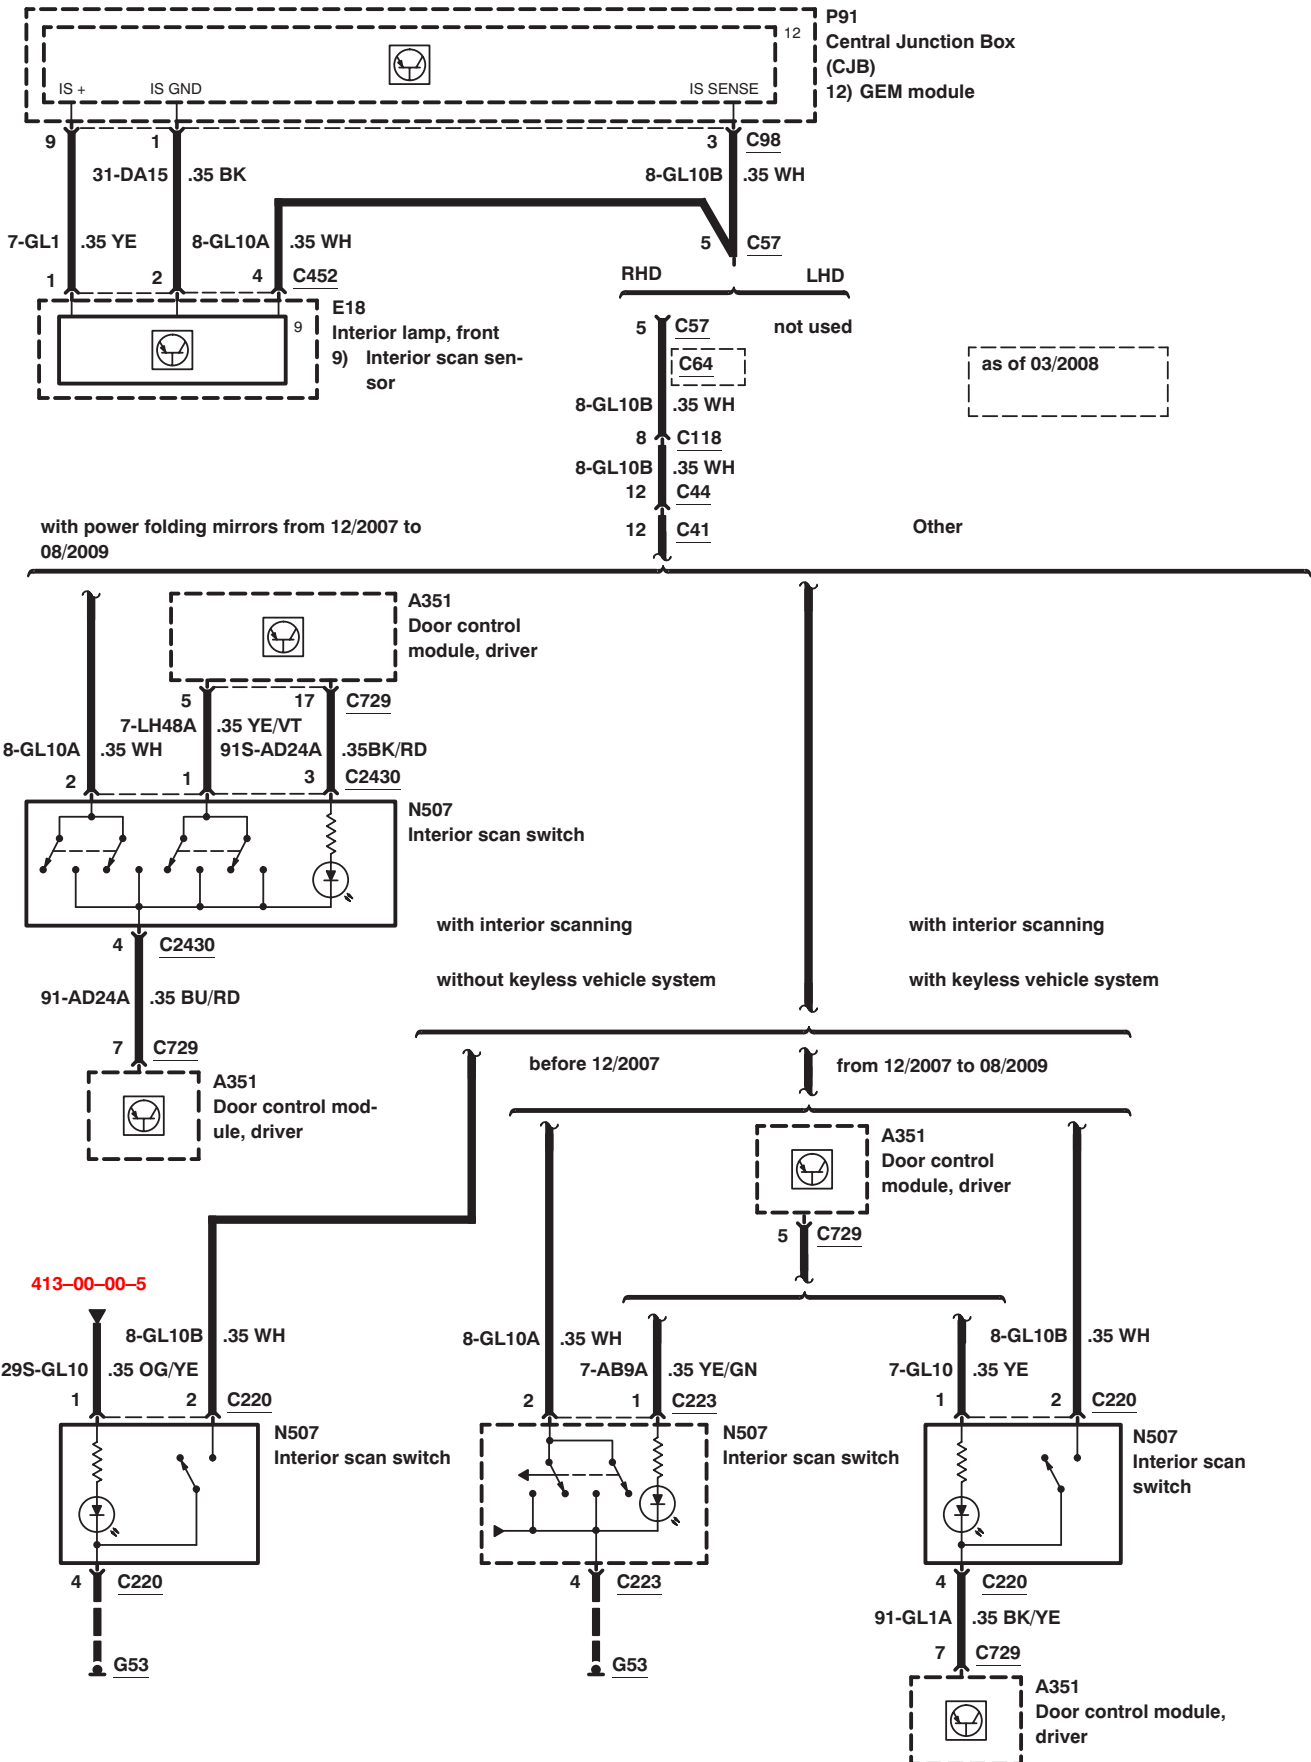 P91
12
Central Junction Box
(CJB)
12) GEM module
IS +
IS GND
IS SENSE
9
1
3
C98
31-DA15
.35 BK
8-GL10B
.35 WH
7-GL1
.35 YE
8-GL10A
.35 WH
5
C57
1
2
4
C452
RHD
LHD
E18
Interior lamp, front
9) Interior scan sen-
sor
9
5
C57
not used
C64
as of 03/2008
8-GL10B
.35 WH
8
C118
8-GL10B
.35 WH
12
C44
with power folding mirrors from 12/2007 to
08/2009
12
C41
Other
A351
Door control
module, driver
5
17
C729
7-LH48A
.35 YE/VT
8-GL10A
.35 WH
91S-AD24A
.35BK/RD
2
1
3
C2430
N507
Interior scan switch
4
C2430
with interior scanning
with interior scanning
without keyless vehicle system
with keyless vehicle system
91-AD24A
.35 BU/RD
7
C729
before 12/2007
from 12/2007 to 08/2009
A351
Door control mod-
ule, driver
A351
Door control
module, driver
5
C729
413–00–00–5
8-GL10B
.35 WH
8-GL10A
.35 WH
8-GL10B
.35 WH
29S-GL10
.35 OG/YE
7-AB9A
.35 YE/GN
7-GL10
.35 YE
1
2
C220
2
1
C223
1
2
C220
N507
Interior scan switch
N507
Interior scan switch
N507
Interior scan
switch
4
C220
4
C223
4
C220
91-GL1A
.35 BK/YE
7
C729
G53
G53
A351
Door control module,
driver